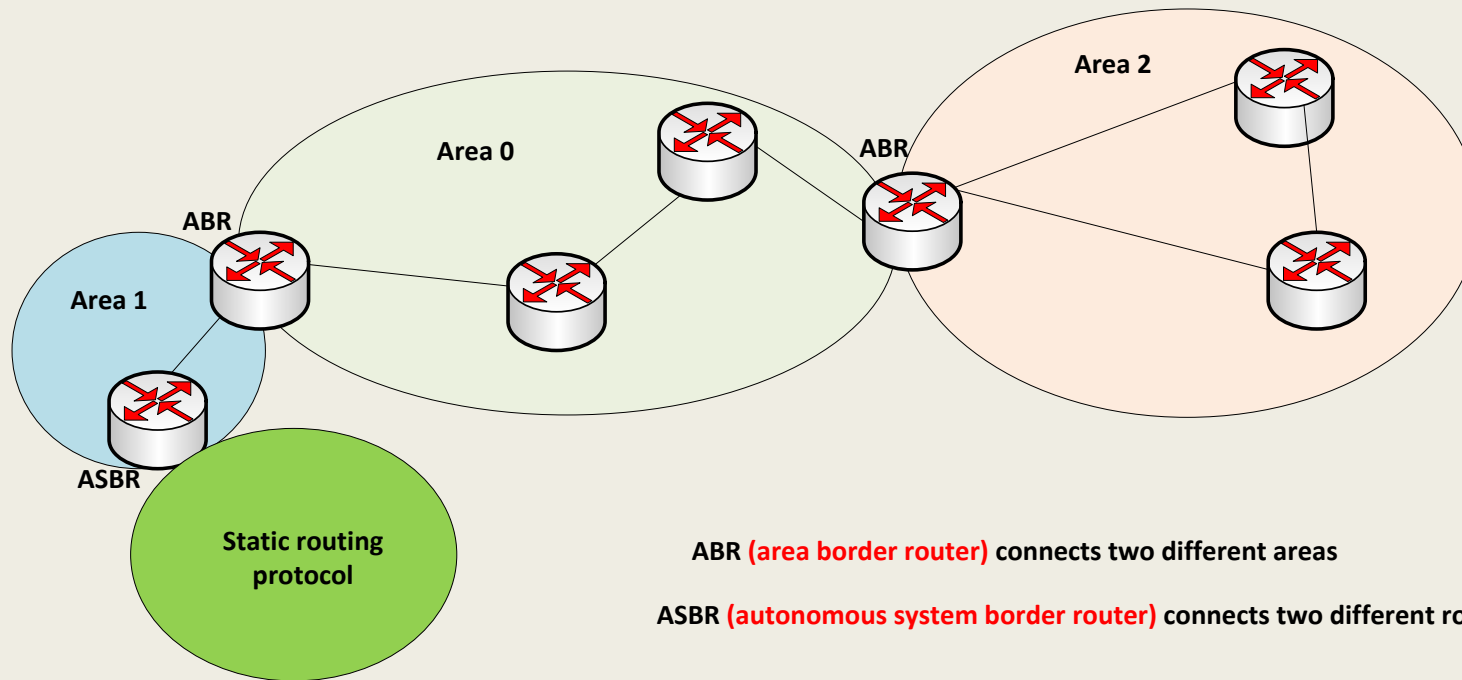 Area 2
Area 0
ABR
ABR
Area 1
ASBR
Static routing
protocol
ABR (area border router) connects two different areas
ASBR (autonomous system border router) connects two different ro